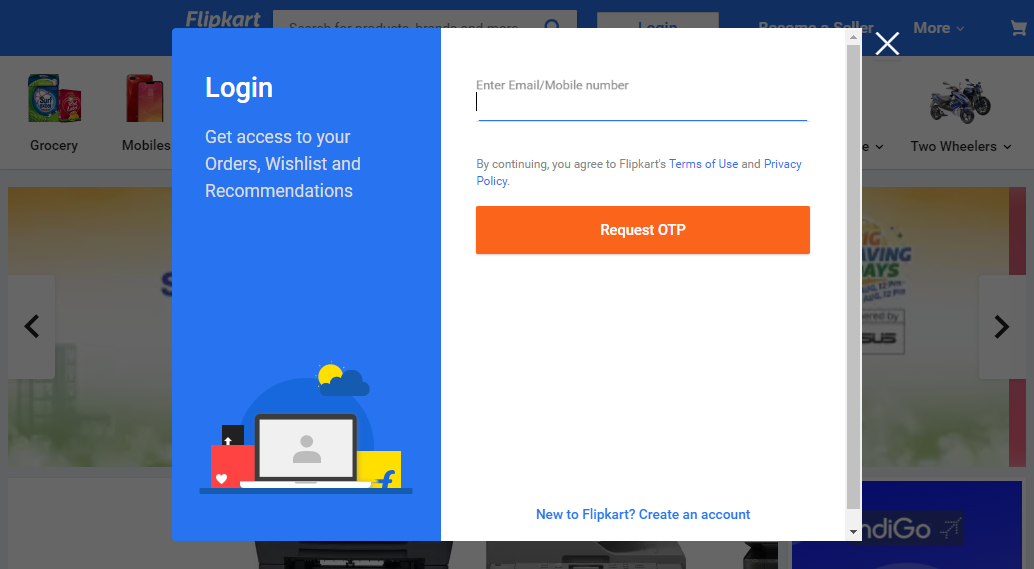 Flipkart
Search for products, brands and more
Login
Become a Seller
More
Login
Get access to your
Orders, Wishlist and
Recommendations
Enter Email/Mobile number
By continuing, you agree to Flipkart's Terms of Use and Privacy
Policy.
Request OTP
New to Flipkart? Create an account
Grocery
Mobiles
Two Wheelers